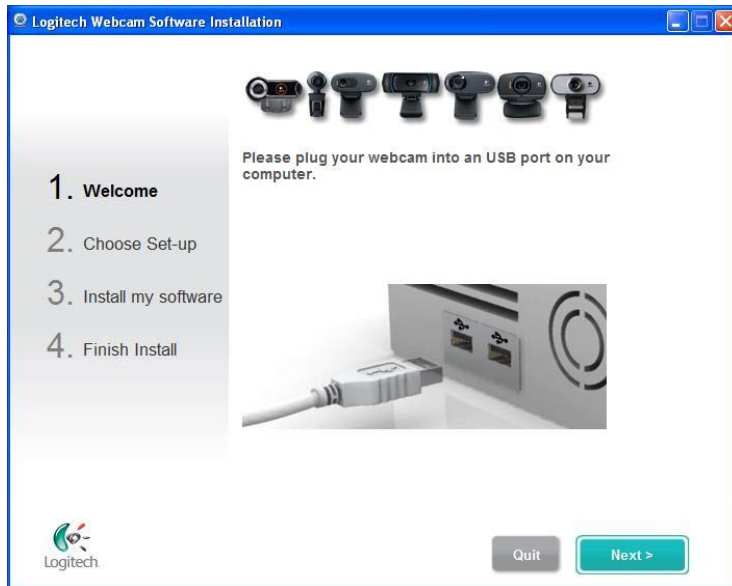 Logitech Webcam Software Installation
Please plug your webcam into an USB port on your
computer.
1. Welcome
2. Choose Set-up
3. Install my software
4. Finish Install
Logitech
Quit
Next >